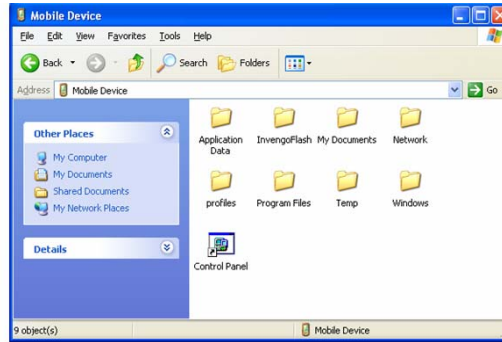 Mobile Device
File Edit View Favorites Tools Help
Back Search Folders
Address Mobile Device Go
Other Places
My Computer
My Documents
Shared Documents
My Network Places
Details
Application Data InvengoFlash My Documents Network
profiles Program Files Temp Windows
Control Panel
9 object(s) Mobile Device